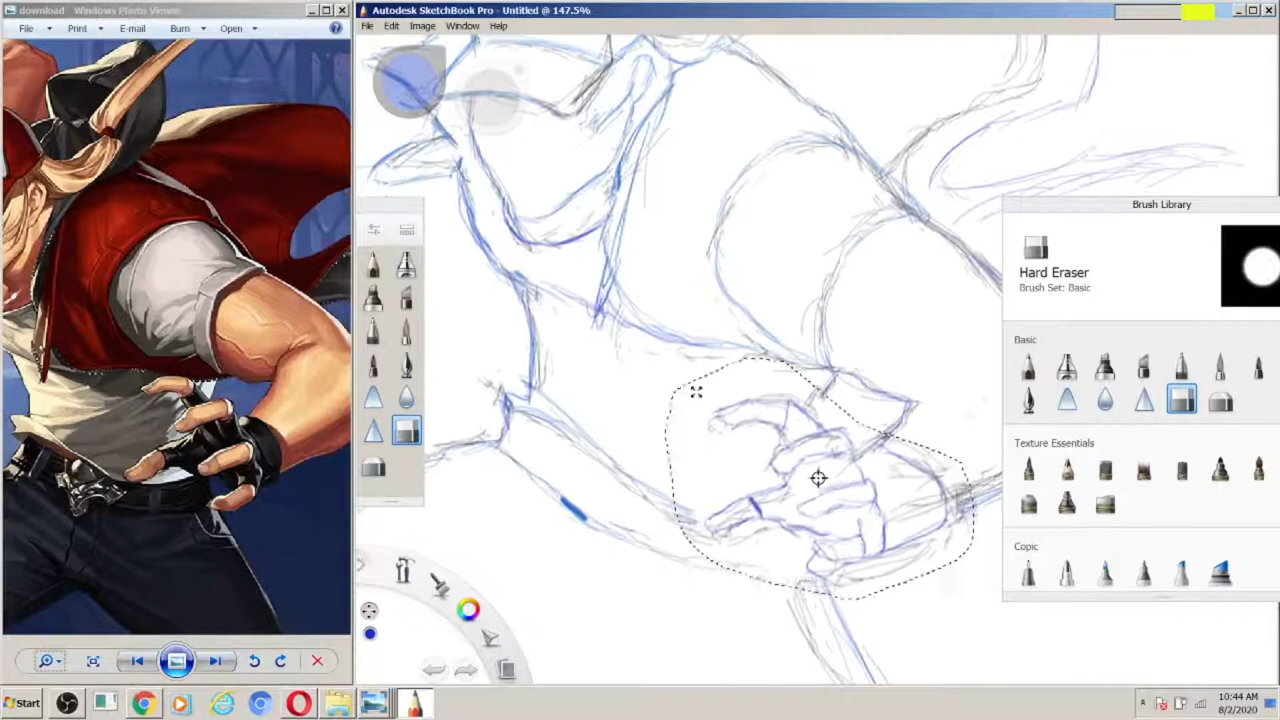 download - Windows Photo Viewer
File Print E-mail Burn Open
Autodesk SketchBook Pro - Untitled @ 147.5%
File Edit Image Window Help
Brush Library
Hard Eraser
Brush Set: Basic
Basic
Texture Essentials
Copic
Start
10:44 AM
8/2/2020